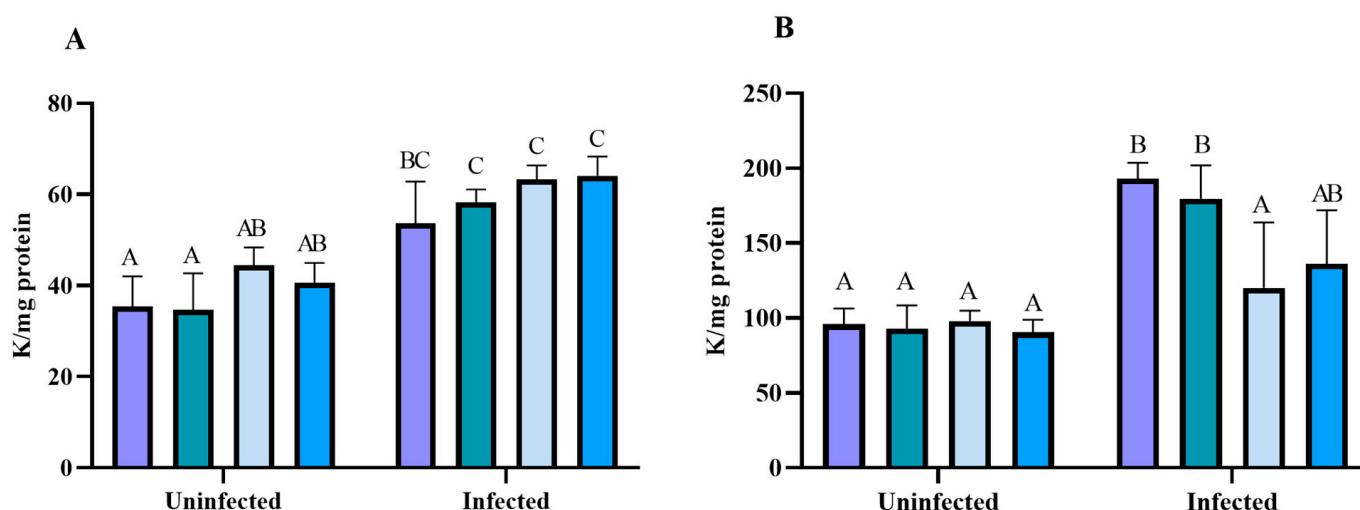 A
K/mg protein
80
60
40
20
0
A
A
AB
AB
BC
C
C
C
Uninfected
Infected
B
K/mg protein
250
200
150
100
50
0
A
A
A
A
B
B
A
AB
Uninfected
Infected